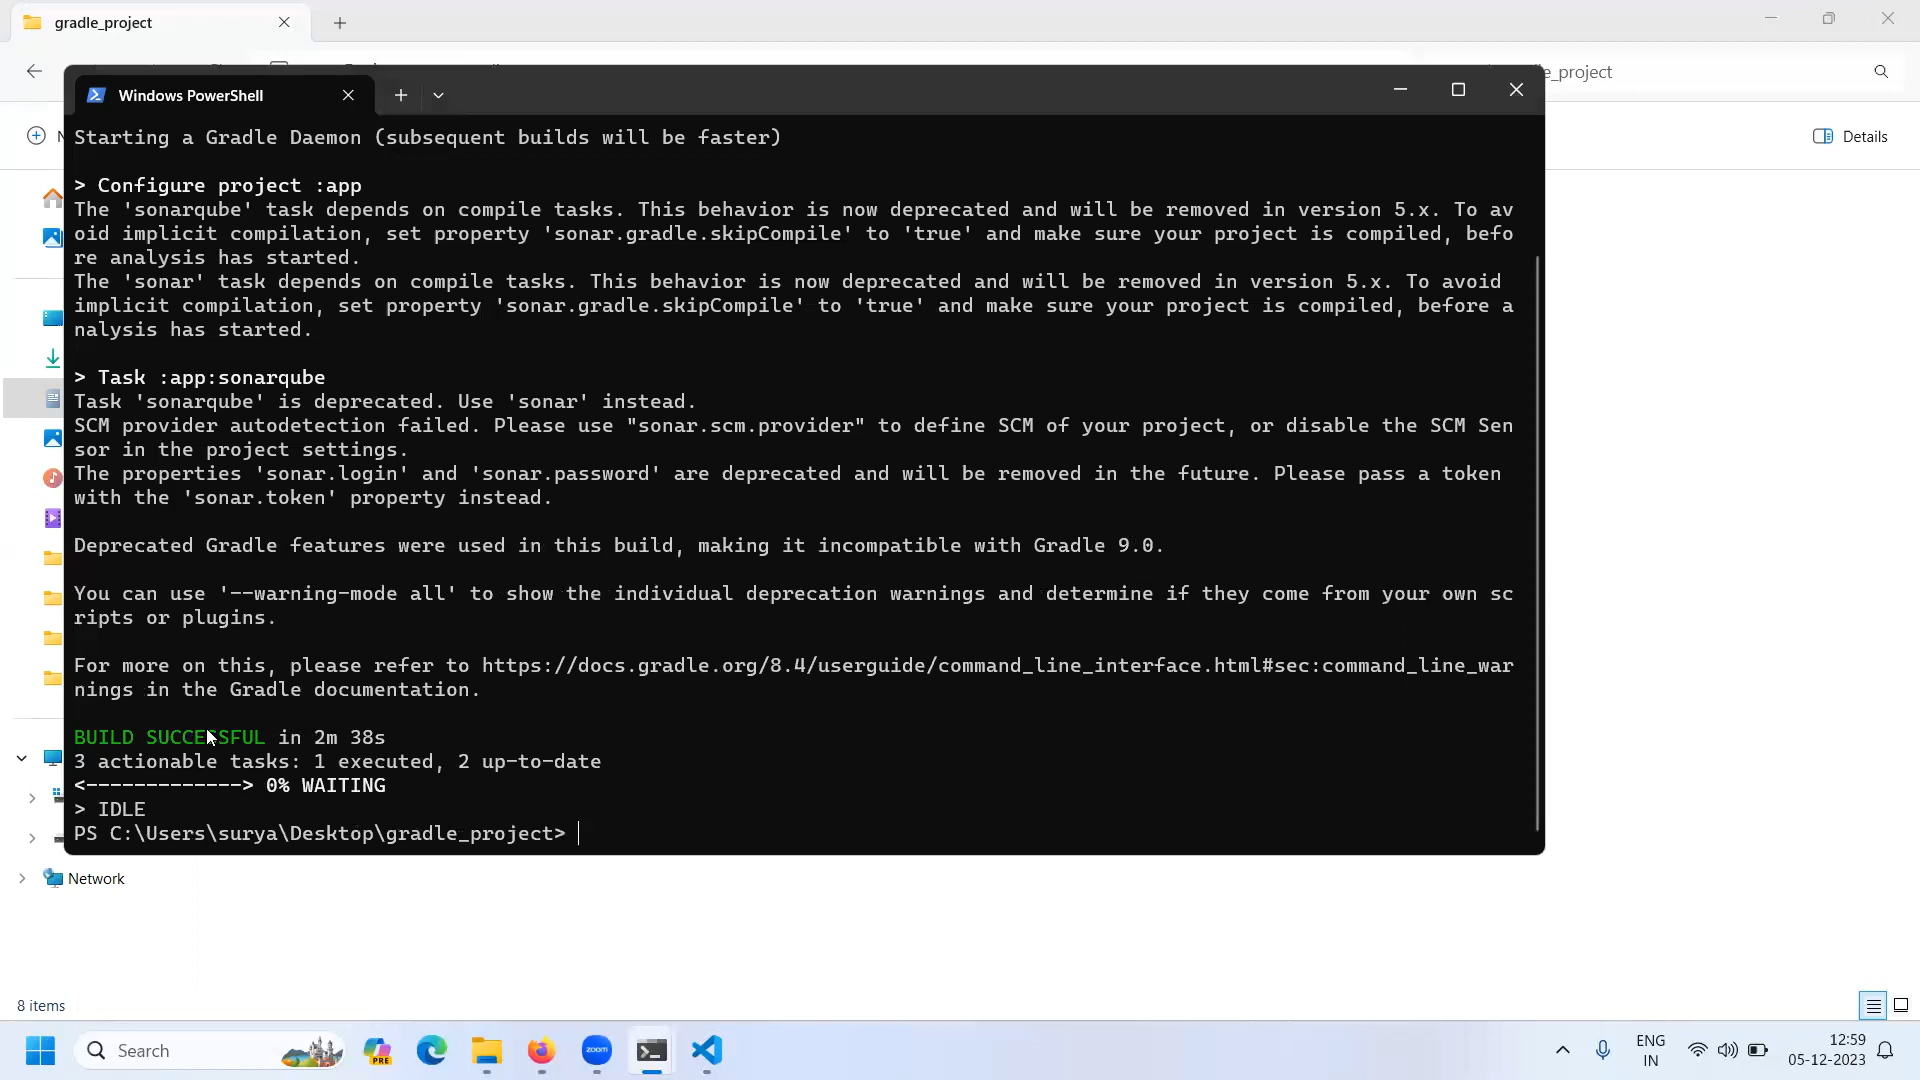 gradle_project
e_project
Windows PowerShell
Details
Starting a Gradle Daemon (subsequent builds will be faster)
> Configure project :app
The 'sonarqube' task depends on compile tasks. This behavior is now deprecated and will be removed in version 5.x. To av
oid implicit compilation, set property 'sonar.gradle.skipCompile' to 'true' and make sure your project is compiled, befo
re analysis has started.
The 'sonar' task depends on compile tasks. This behavior is now deprecated and will be removed in version 5.x. To avoid
implicit compilation, set property 'sonar.gradle.skipCompile' to 'true' and make sure your project is compiled, before a
nalysis has started.
> Task :app:sonarqube
Task 'sonarqube' is deprecated. Use 'sonar' instead.
SCM provider autodetection failed. Please use "sonar.scm.provider" to define SCM of your project, or disable the SCM Sen
sor in the project settings.
The properties 'sonar.login' and 'sonar.password' are deprecated and will be removed in the future. Please pass a token
with the 'sonar.token' property instead.
Deprecated Gradle features were used in this build, making it incompatible with Gradle 9.0.
You can use '--warning-mode all' to show the individual deprecation warnings and determine if they come from your own sc
ripts or plugins.
For more on this, please refer to https://docs.gradle.org/8.4/userguide/command_line_interface.html#sec:command_line_war
nings in the Gradle documentation.
BUILD SUCCESSFUL in 2m 38s
3 actionable tasks: 1 executed, 2 up-to-date
<-------------> 0% WAITING
> IDLE
PS C:\Users\surya\Desktop\gradle_project>
Network
8 items
Search
PRE
zoom
ENG
IN
12:59
05-12-2023